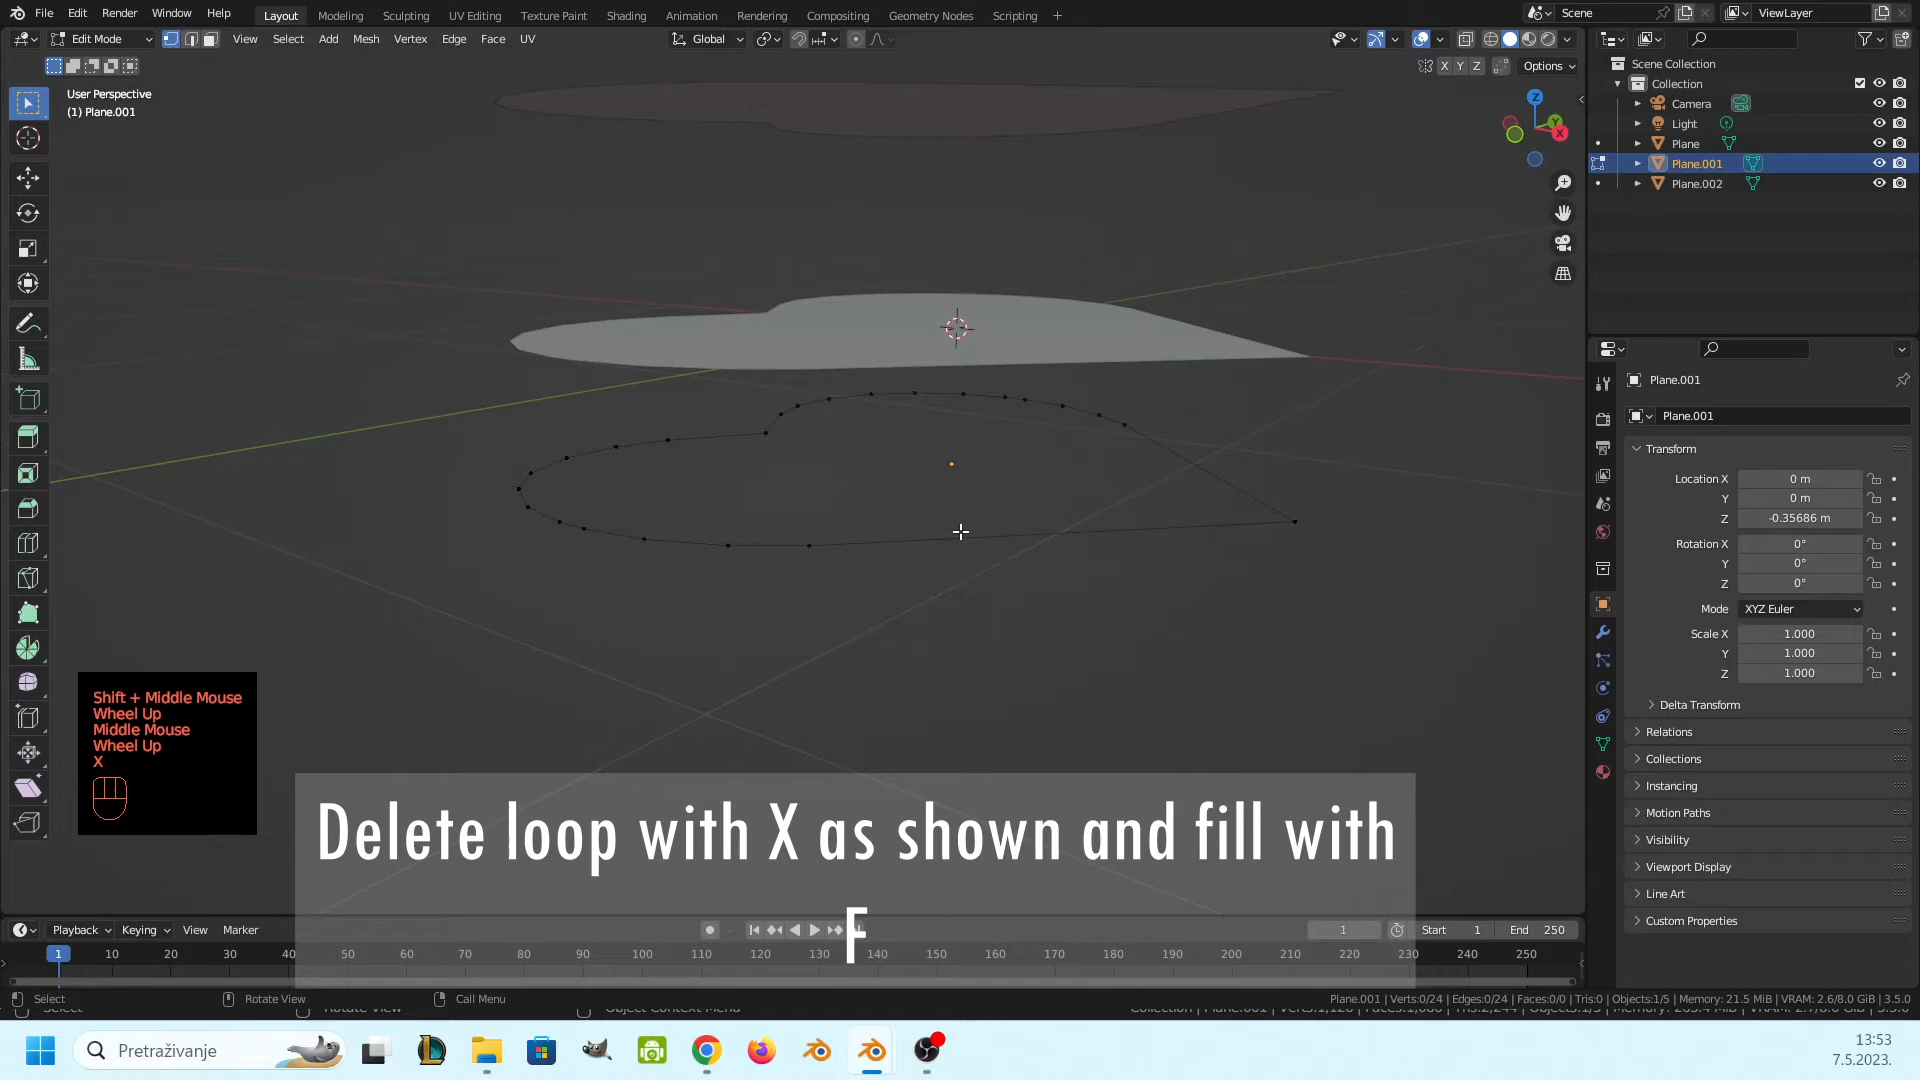 File Edit Render Window Help Layout Modeling Sculpting UV Editing Texture Paint Shading Animation Rendering Compositing Geometry Nodes Scripting + Scene ViewLayer
Edit Mode View Select Add Mesh Vertex Edge Face UV Global
X Y Z Options
User Perspective
(1) Plane.001
Z
Y
X
Scene Collection
Collection
Camera
Light
Plane
Plane.001
Plane.002
Plane.001
Plane.001
Transform
Location X 0 m
Y 0 m
Z -0.35686 m
Rotation X 0°
Y 0°
Z 0°
Mode XYZ Euler
Scale X 1.000
Y 1.000
Z 1.000
Delta Transform
Relations
Collections
Instancing
Motion Paths
Visibility
Viewport Display
Line Art
Custom Properties
Shift + Middle Mouse
Wheel Up
Middle Mouse
Wheel Up
X
Delete loop with X as shown and fill with
F
Playback Keying View Marker 1 Start 1 End 250
1 10 20 30 40 50 60 70 80 90 100 110 120 130 140 150 160 170 180 190 200 210 220 230 240 250
Select Rotate View Call Menu Plane.001 | Verts:0/24 | Edges:0/24 | Faces:0/0 | Tris:0 | Objects:1/5 | Memory: 21.5 MiB | VRAM: 2.6/8.0 GiB | 3.5.0
Pretraživanje
13:53
7.5.2023.